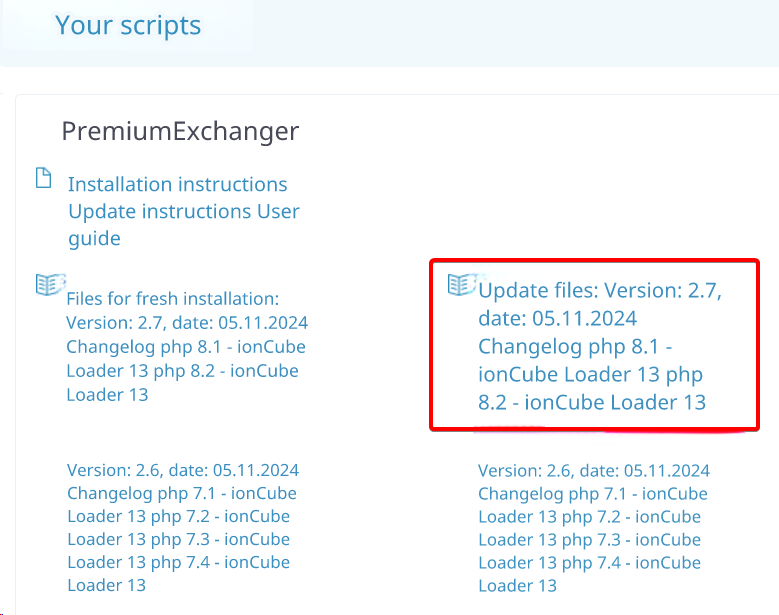 Your scripts
PremiumExchanger
Installation instructions
Update instructions User
guide
Files for fresh installation:
Version: 2.7, date: 05.11.2024
Changelog php 8.1 - ionCube
Loader 13 php 8.2 - ionCube
Loader 13
Update files: Version: 2.7,
date: 05.11.2024
Changelog php 8.1 -
ionCube Loader 13 php
8.2 - ionCube Loader 13
Version: 2.6, date: 05.11.2024
Changelog php 7.1 - ionCube
Loader 13 php 7.2 - ionCube
Loader 13 php 7.3 - ionCube
Loader 13 php 7.4 - ionCube
Loader 13
Version: 2.6, date: 05.11.2024
Changelog php 7.1 - ionCube
Loader 13 php 7.2 - ionCube
Loader 13 php 7.3 - ionCube
Loader 13 php 7.4 - ionCube
Loader 13